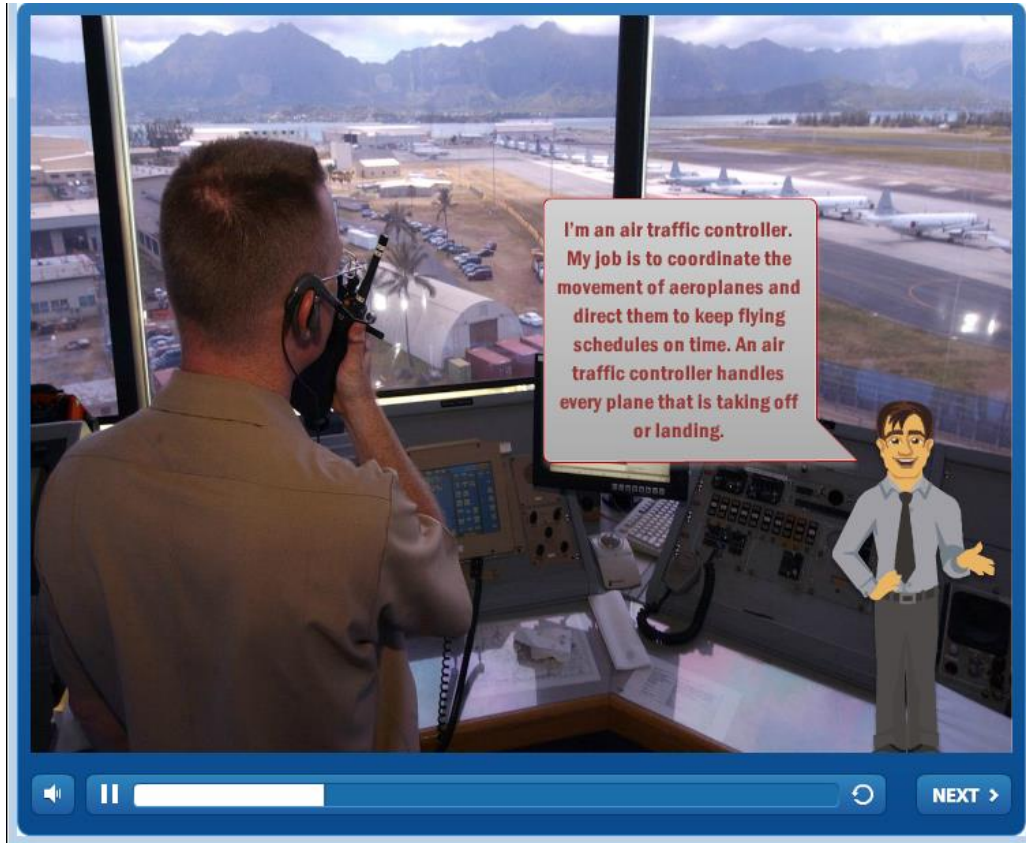 I'm an air traffic controller.
My job is to coordinate the
movement of aeroplanes and
direct them to keep flying
schedules on time. An air
traffic controller handles
every plane that is taking off
or landing.
NEXT >